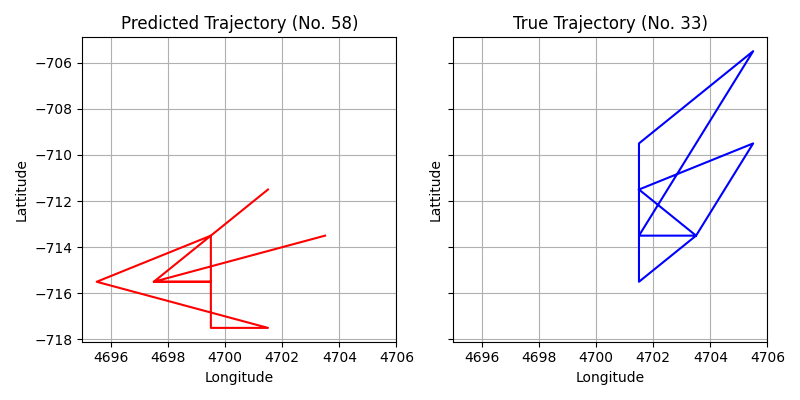 Predicted Trajectory (No. 58)
True Trajectory (No. 33)
−706
−708
−710
−712
−714
−716
−718
Lattitude
Lattitude
4696 4698 4700 4702 4704 4706
4696 4698 4700 4702 4704 4706
Longitude
Longitude